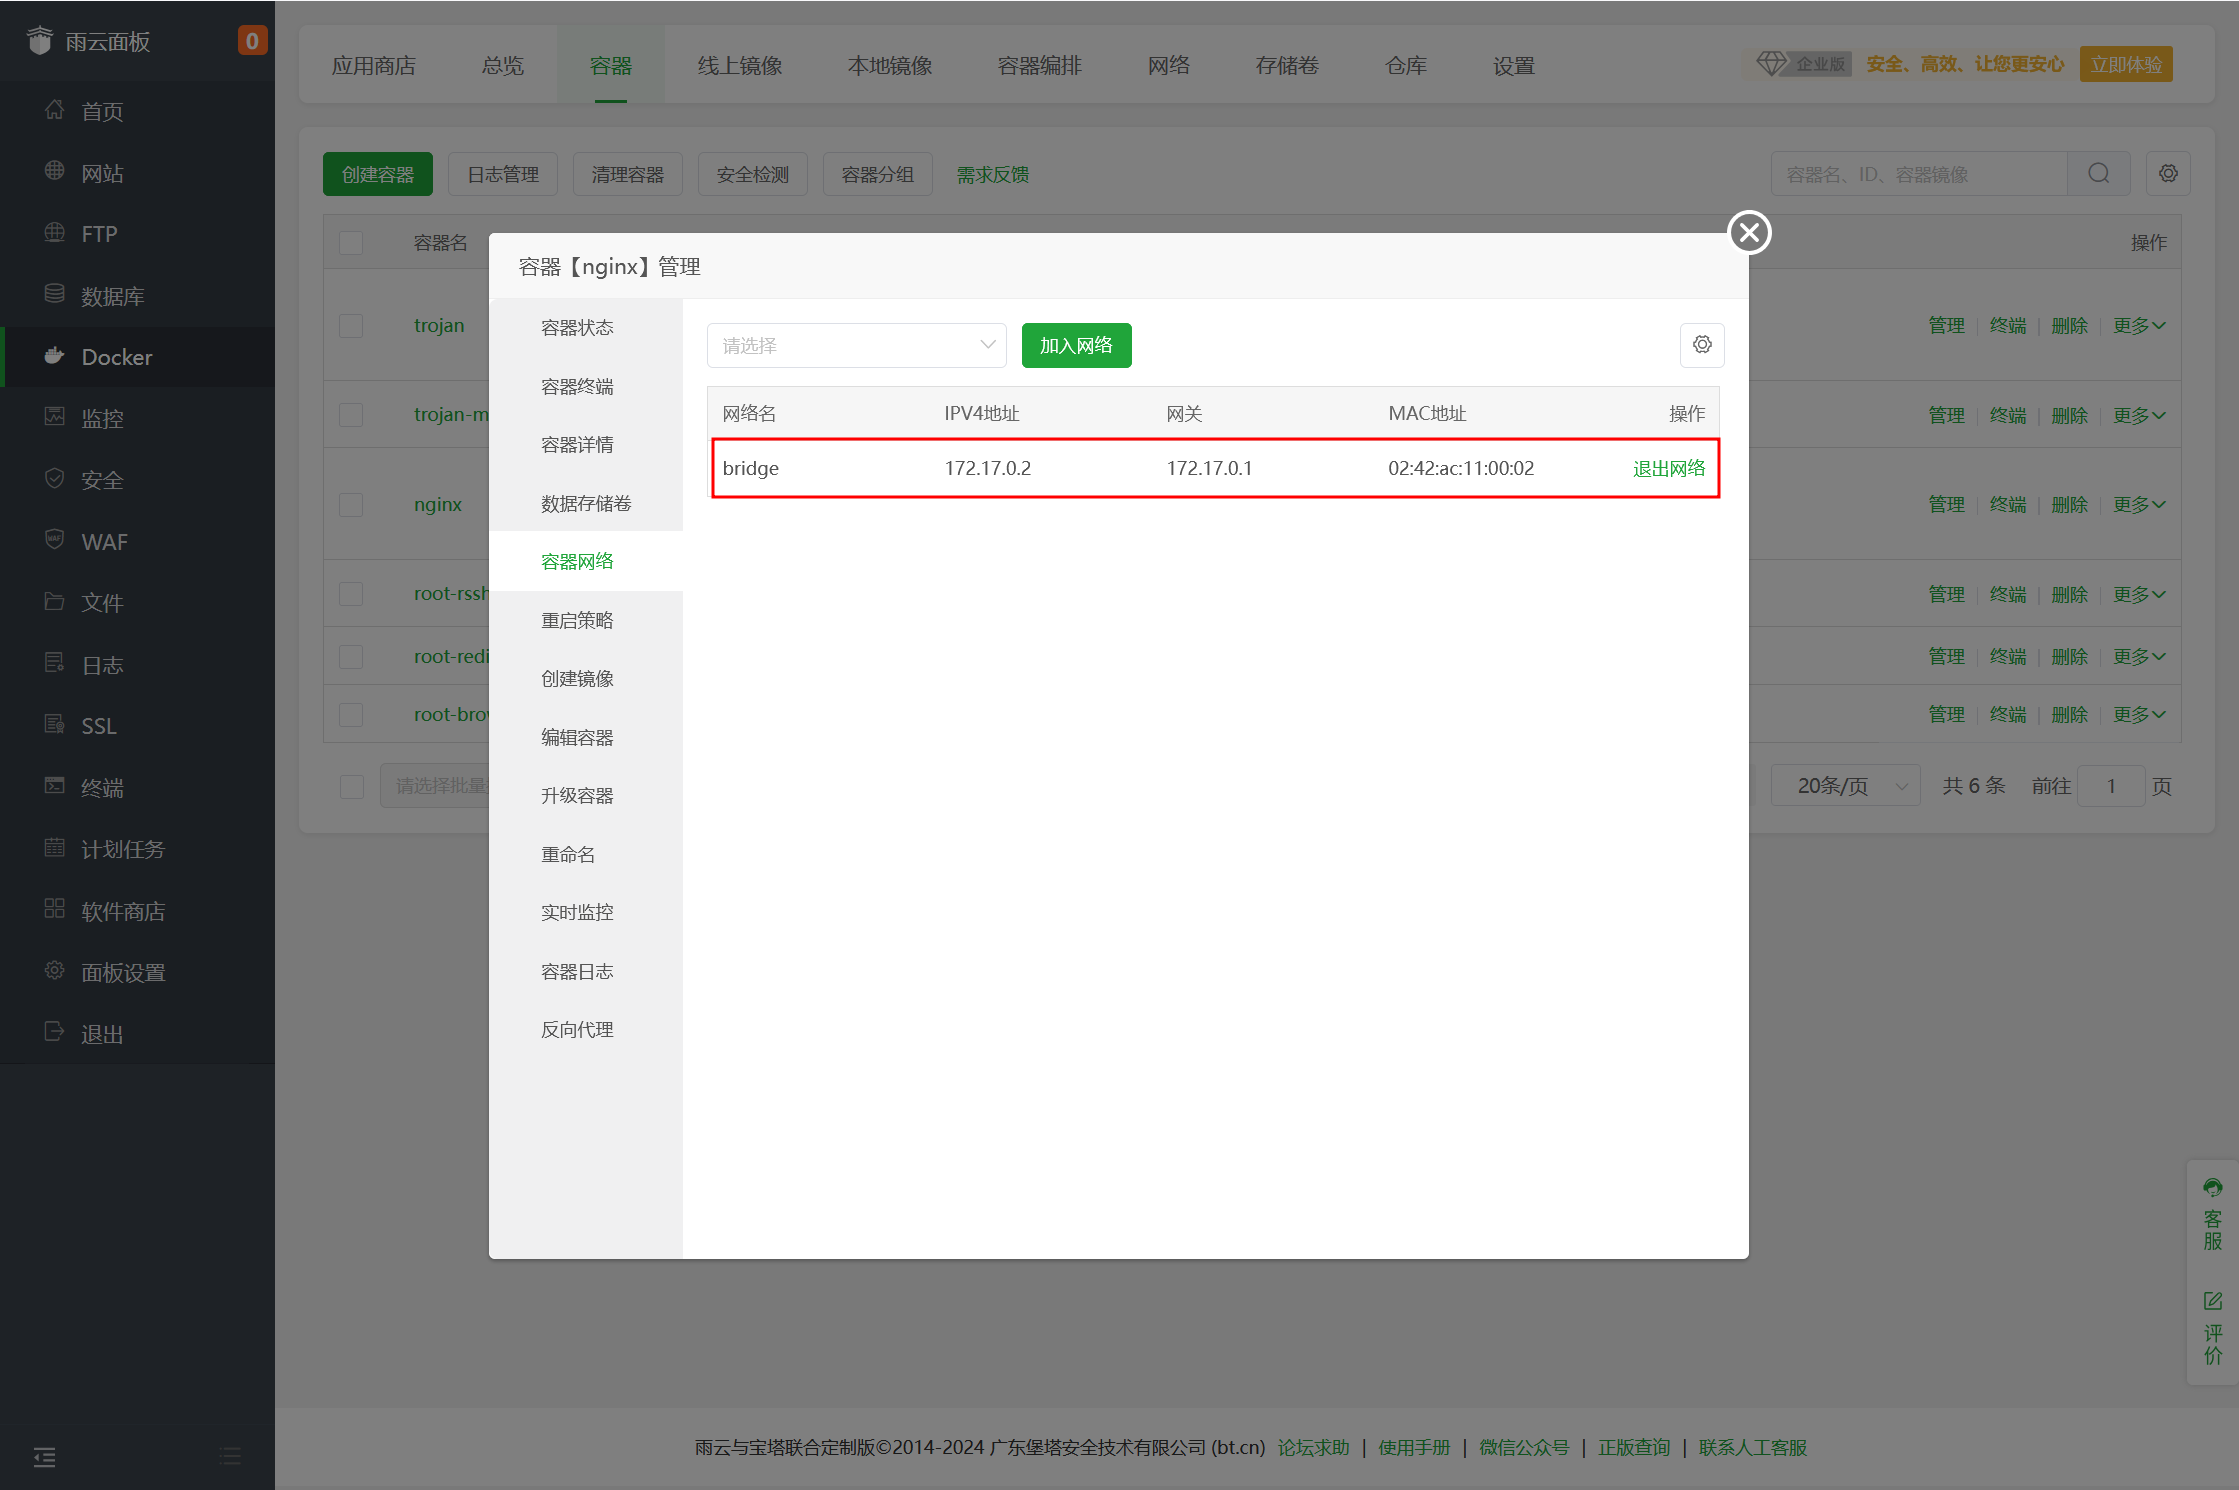 雨云面板
0
首页
网站
FTP
数据库
Docker
监控
安全
WAF
文件
日志
SSL
终端
计划任务
软件商店
面板设置
退出
应用商店 总览 容器 线上镜像 本地镜像 容器编排 网络 存储卷 仓库 设置
企业版 安全、高效、让您更安心 立即体验
创建容器 日志管理 清理容器 安全检测 容器分组 需求反馈
容器名、ID、容器镜像
容器名 操作
trojan 管理 终端 删除 更多
trojan-m 管理 终端 删除 更多
nginx 管理 终端 删除 更多
root-rssh 管理 终端 删除 更多
root-redi 管理 终端 删除 更多
root-brow 管理 终端 删除 更多
请选择批量 20条/页 共 6 条 前往 1 页
容器【nginx】管理
容器状态
容器终端
容器详情
数据存储卷
容器网络
重启策略
创建镜像
编辑容器
升级容器
重命名
实时监控
容器日志
反向代理
请选择 加入网络
网络名 IPV4地址 网关 MAC地址 操作
bridge 172.17.0.2 172.17.0.1 02:42:ac:11:00:02 退出网络
客服
评价
雨云与宝塔联合定制版©2014-2024 广东堡塔安全技术有限公司 (bt.cn) 论坛求助 | 使用手册 | 微信公众号 | 正版查询 | 联系人工客服